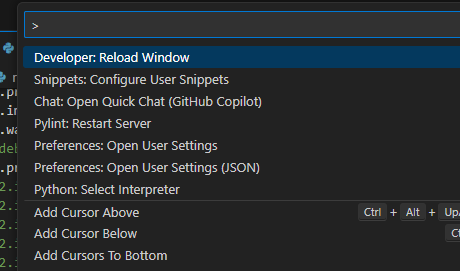 >
Developer: Reload Window
Snippets: Configure User Snippets
Chat: Open Quick Chat (GitHub Copilot)
Pylint: Restart Server
Preferences: Open User Settings
Preferences: Open User Settings (JSON)
Python: Select Interpreter
Add Cursor Above Ctrl + Alt +
Add Cursor Below
Add Cursors To Bottom